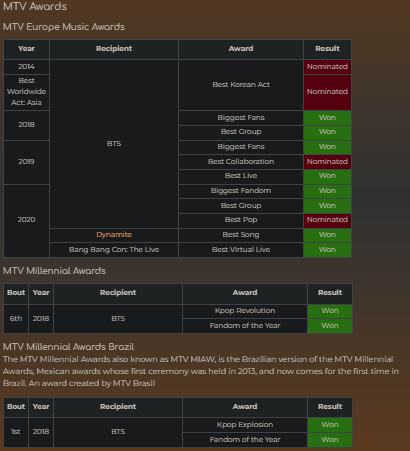 MTV Awards
MTV Europe Music Awards
Year Recipient Award Result
2014 BTS Best Korean Act Nominated
Best Worldwide Act: Asia Nominated
2018 Biggest Fans Won
Best Group Won
2019 Biggest Fans Won
Best Collaboration Nominated
Best Live Won
2020 Biggest Fandom Won
Best Group Won
Best Pop Nominated
Dynamite Best Song Won
Bang Bang Con: The Live Best Virtual Live Won
MTV Millennial Awards
Bout Year Recipient Award Result
6th 2018 BTS Kpop Revolution Won
Fandom of the Year Won
MTV Millennial Awards Brazil
The MTV Millennial Awards also known as MTV MIAW, is the Brazilian version of the MTV Millennial
Awards, Mexican awards whose first ceremony was held in 2013, and now comes for the first time in
Brazil. An award created by MTV Brasil
Bout Year Recipient Award Result
1st 2018 BTS Kpop Explosion Won
Fandom of the Year Won